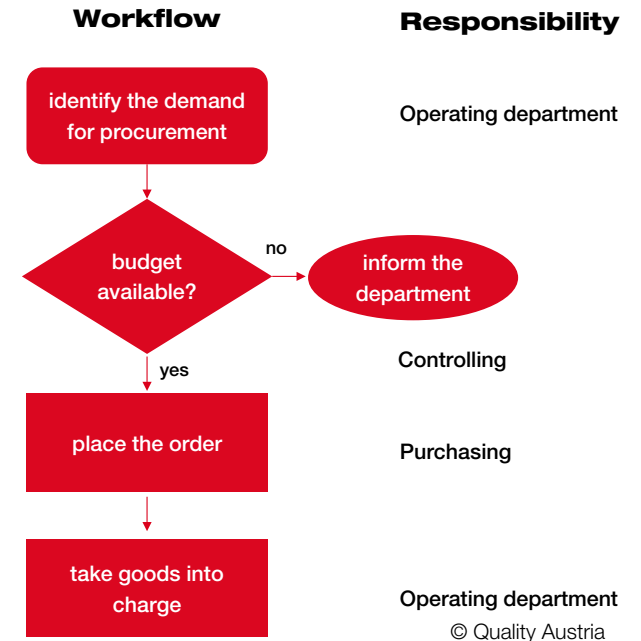 Workflow
Responsibility
identify the demand
for procurement
Operating department
budget
available?
no
inform the
department
yes
Controlling
place the order
Purchasing
take goods into
charge
Operating department
© Quality Austria